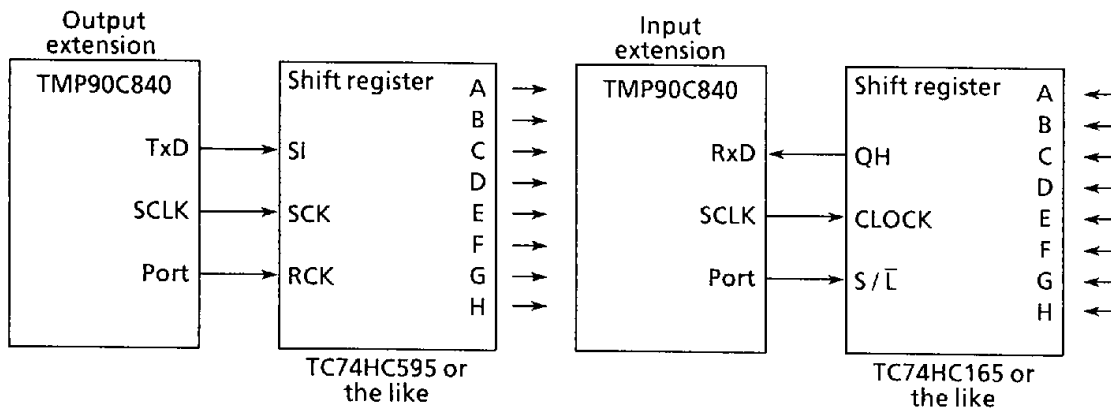 Output
extension
TMP90C840
TxD
SCLK
Port
Shift register
SI
SCK
RCK
A
B
C
D
E
F
G
H
TC74HC595 or
the like
Input
extension
TMP90C840
RxD
SCLK
Port
Shift register
QH
CLOCK
S / L̅
A
B
C
D
E
F
G
H
TC74HC165 or
the like